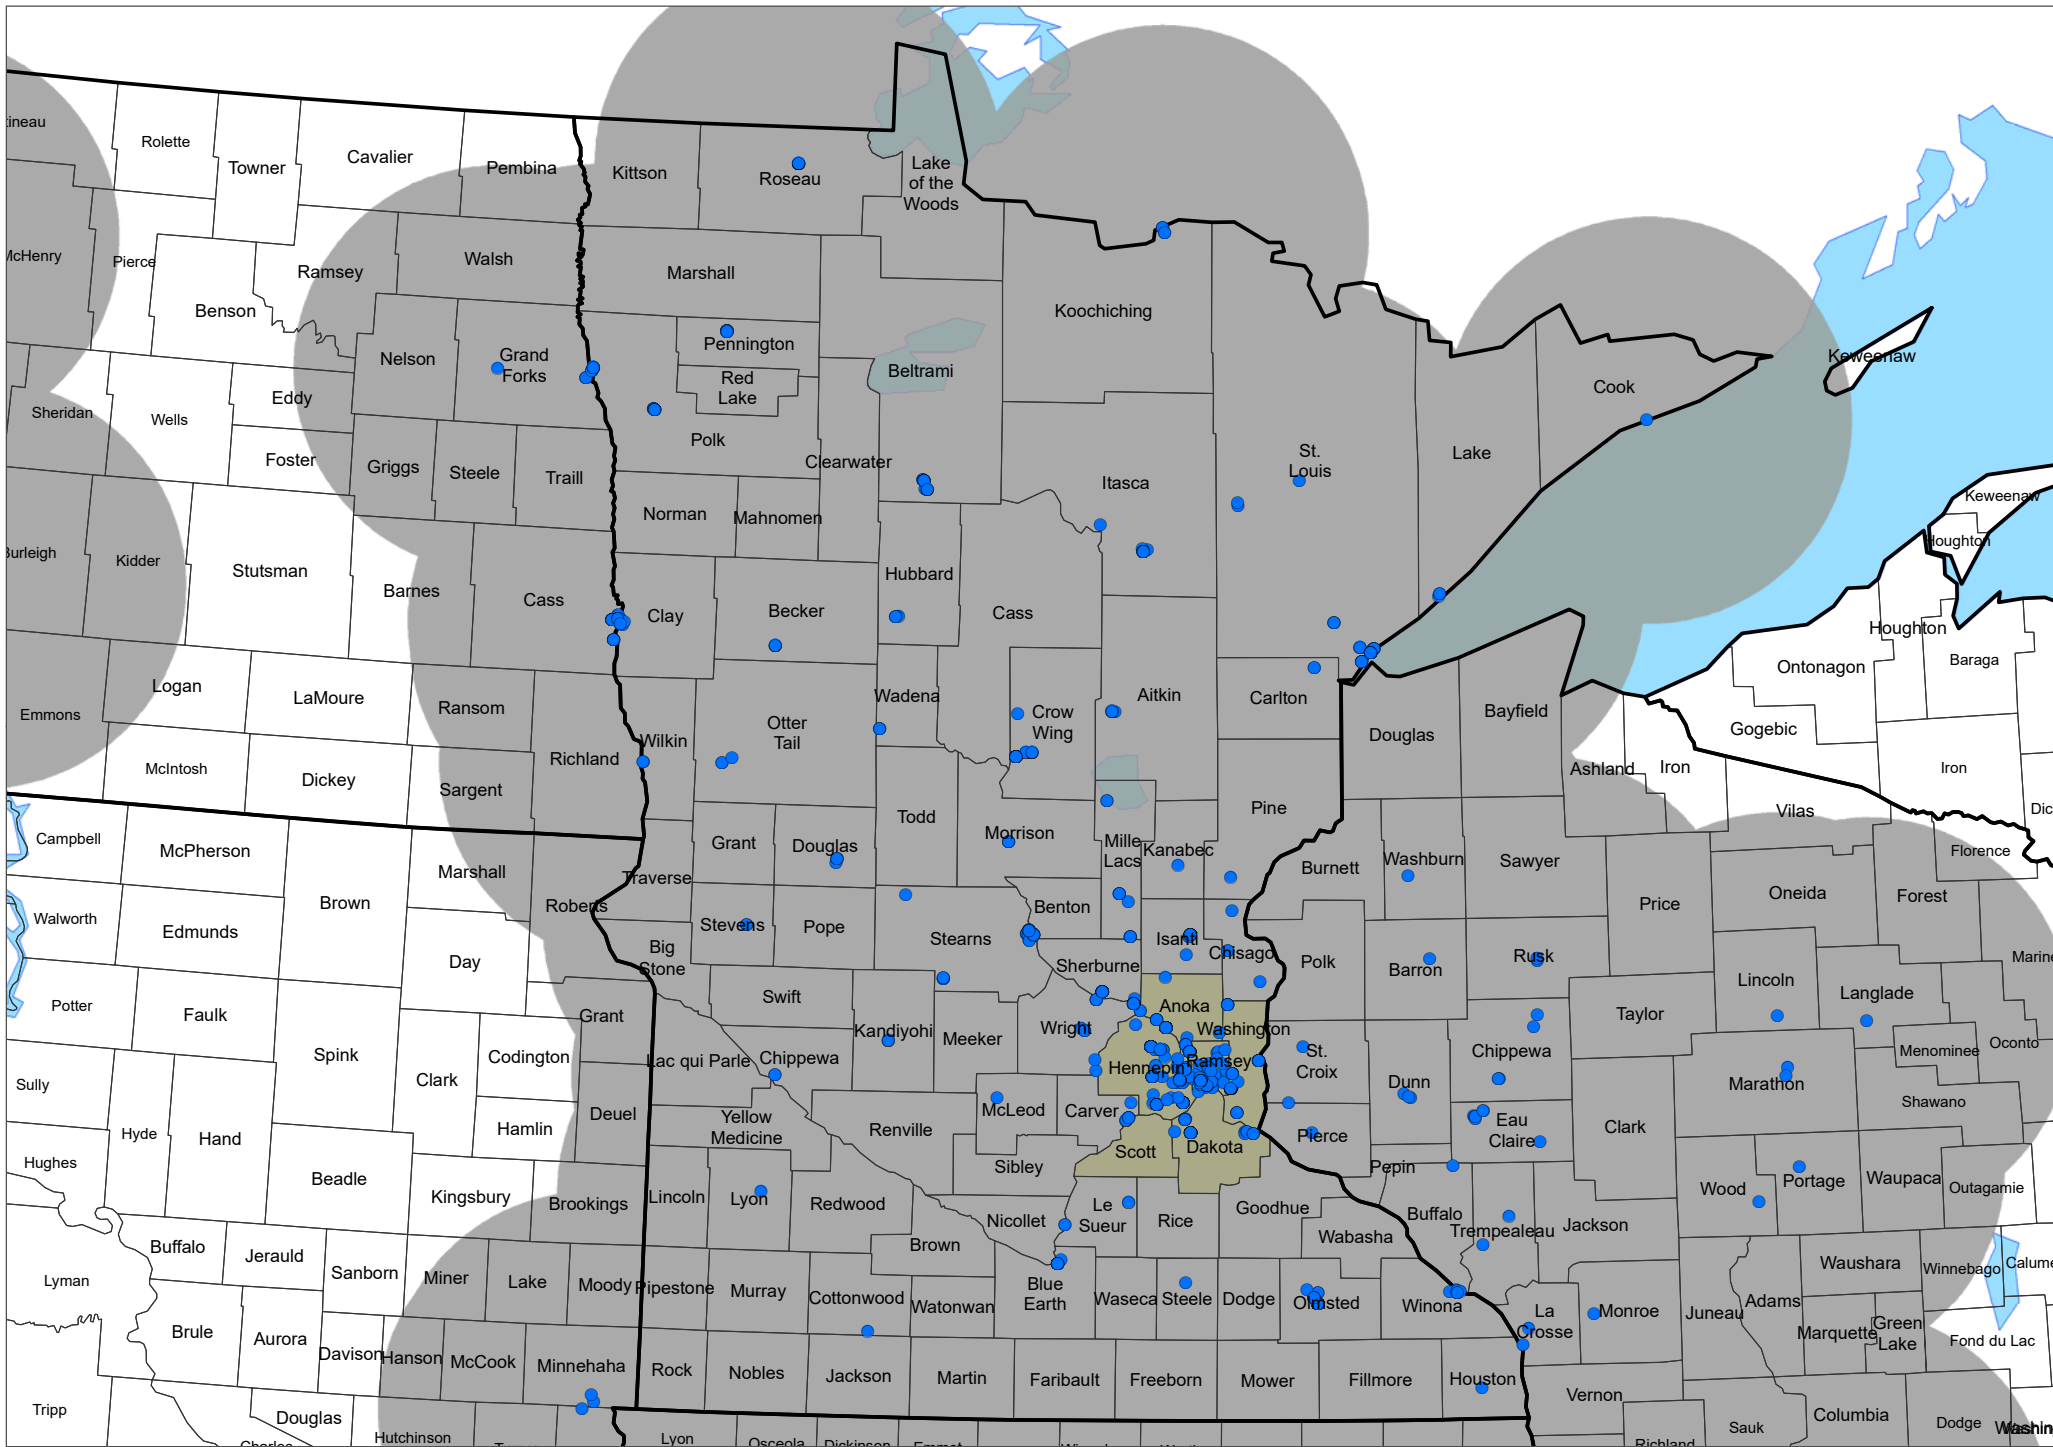 tineau
Rolette
Towner
Cavalier
Pembina
Kittson
Roseau
Lake
of the
Woods
McHenry
Pierce
Benson
Ramsey
Walsh
Marshall
Koochiching
Nelson
Grand
Forks
Pennington
Red
Lake
Beltrami
Keweenaw
Cook
Sheridan
Wells
Eddy
Foster
Griggs
Steele
Traill
Polk
Clearwater
Itasca
St.
Louis
Lake
Keweenaw
Houghton
Burleigh
Kidder
Stutsman
Barnes
Cass
Norman
Mahnomen
Clay
Becker
Hubbard
Cass
Houghton
Baraga
Ontonagon
Gogebic
Iron
Dic
Emmons
Logan
LaMoure
Ransom
Richland
Wilkin
Otter
Tail
Wadena
Crow
Wing
Aitkin
Carlton
Douglas
Bayfield
Ashland
Iron
Vilas
McIntosh
Dickey
Sargent
Campbell
McPherson
Brown
Marshall
Roberts
Traverse
Grant
Douglas
Todd
Morrison
Mille
Lacs
Kanabec
Pine
Burnett
Washburn
Sawyer
Price
Oneida
Forest
Florence
Walworth
Edmunds
Day
Big
Stone
Stevens
Pope
Stearns
Benton
Sherburne
Isanti
Chisago
Polk
Barron
Rusk
Lincoln
Langlade
Marine
Potter
Faulk
Spink
Clark
Codington
Grant
Swift
Kandiyohi
Meeker
Wright
Anoka
Washington
Hennepin
Ramsey
St.
Croix
Dunn
Chippewa
Taylor
Menominee
Oconto
Sully
Hyde
Hand
Hamlin
Deuel
Lac qui Parle
Chippewa
Yellow
Medicine
Renville
McLeod
Carver
Scott
Dakota
Pierce
Pepin
Eau
Claire
Clark
Marathon
Shawano
Hughes
Beadle
Kingsbury
Brookings
Lincoln
Lyon
Redwood
Sibley
Nicollet
Le
Sueur
Rice
Goodhue
Wabasha
Buffalo
Trempealeau
Jackson
Wood
Portage
Waupaca
Outagamie
Lyman
Buffalo
Jerauld
Sanborn
Miner
Lake
Moody
Pipestone
Murray
Cottonwood
Brown
Watonwan
Blue
Earth
Waseca
Steele
Dodge
Olmsted
Winona
La
Crosse
Monroe
Juneau
Adams
Waushara
Winnebago
Calume
Marquette
Green
Lake
Fond du Lac
Brule
Aurora
Davison
Hanson
McCook
Minnehaha
Rock
Nobles
Jackson
Martin
Faribault
Freeborn
Mower
Fillmore
Houston
Vernon
Tripp
Douglas
Hutchinson
Lyon
Osceola
Dickinson
Richland
Sauk
Columbia
Dodge